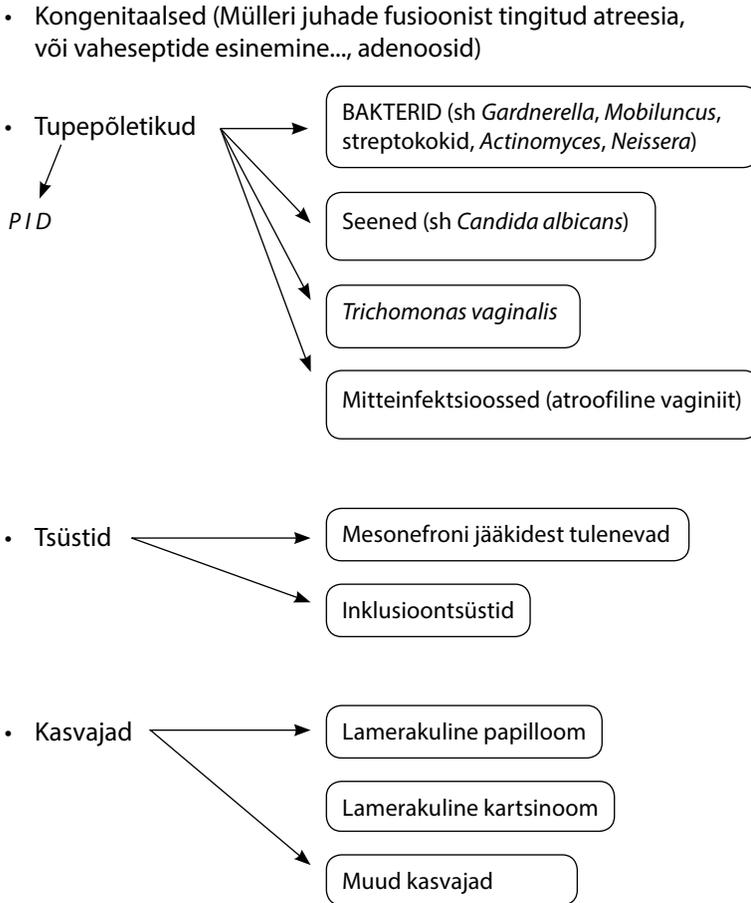 • Kongenitaalsed (Mülleri juhade fusioonist tingitud atreesia,
või vaheseptide esinemine..., adenoosid)
• Tupepõletikud
BAKTERID (sh Gardnerella, Mobiluncus,
streptokokid, Actinomyces, Neissera)
PID
Seened (sh Candida albicans)
Trichomonas vaginalis
Mitteinfektsioossed (atroofiline vaginiit)
• Tsüstid
Mesonefroni jääkidest tulenevad
Inklusioontsüstid
• Kasvajad
Lamerakuline papilloom
Lamerakuline kartsinoom
Muud kasvajad